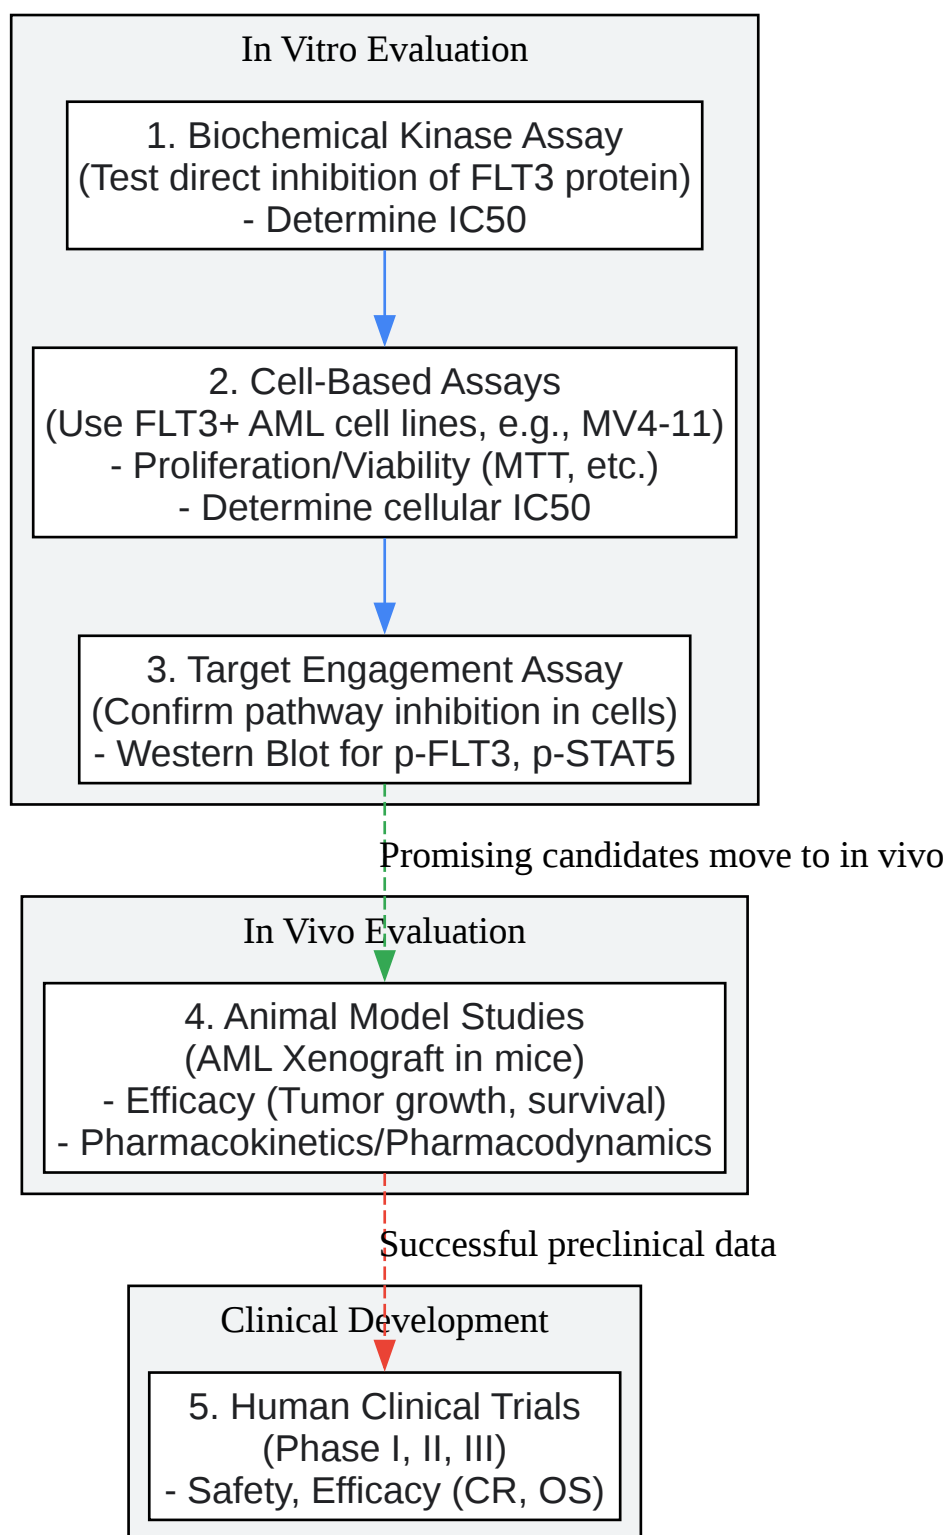 In Vitro Evaluation
1. Biochemical Kinase Assay
(Test direct inhibition of FLT3 protein)
- Determine IC50
2. Cell-Based Assays
(Use FLT3+ AML cell lines, e.g., MV4-11)
- Proliferation/Viability (MTT, etc.)
- Determine cellular IC50
3. Target Engagement Assay
(Confirm pathway inhibition in cells)
- Western Blot for p-FLT3, p-STAT5
Promising candidates move to in vivo
In Vivo Evaluation
4. Animal Model Studies
(AML Xenograft in mice)
- Efficacy (Tumor growth, survival)
- Pharmacokinetics/Pharmacodynamics
Successful preclinical data
Clinical Development
5. Human Clinical Trials
(Phase I, II, III)
- Safety, Efficacy (CR, OS)